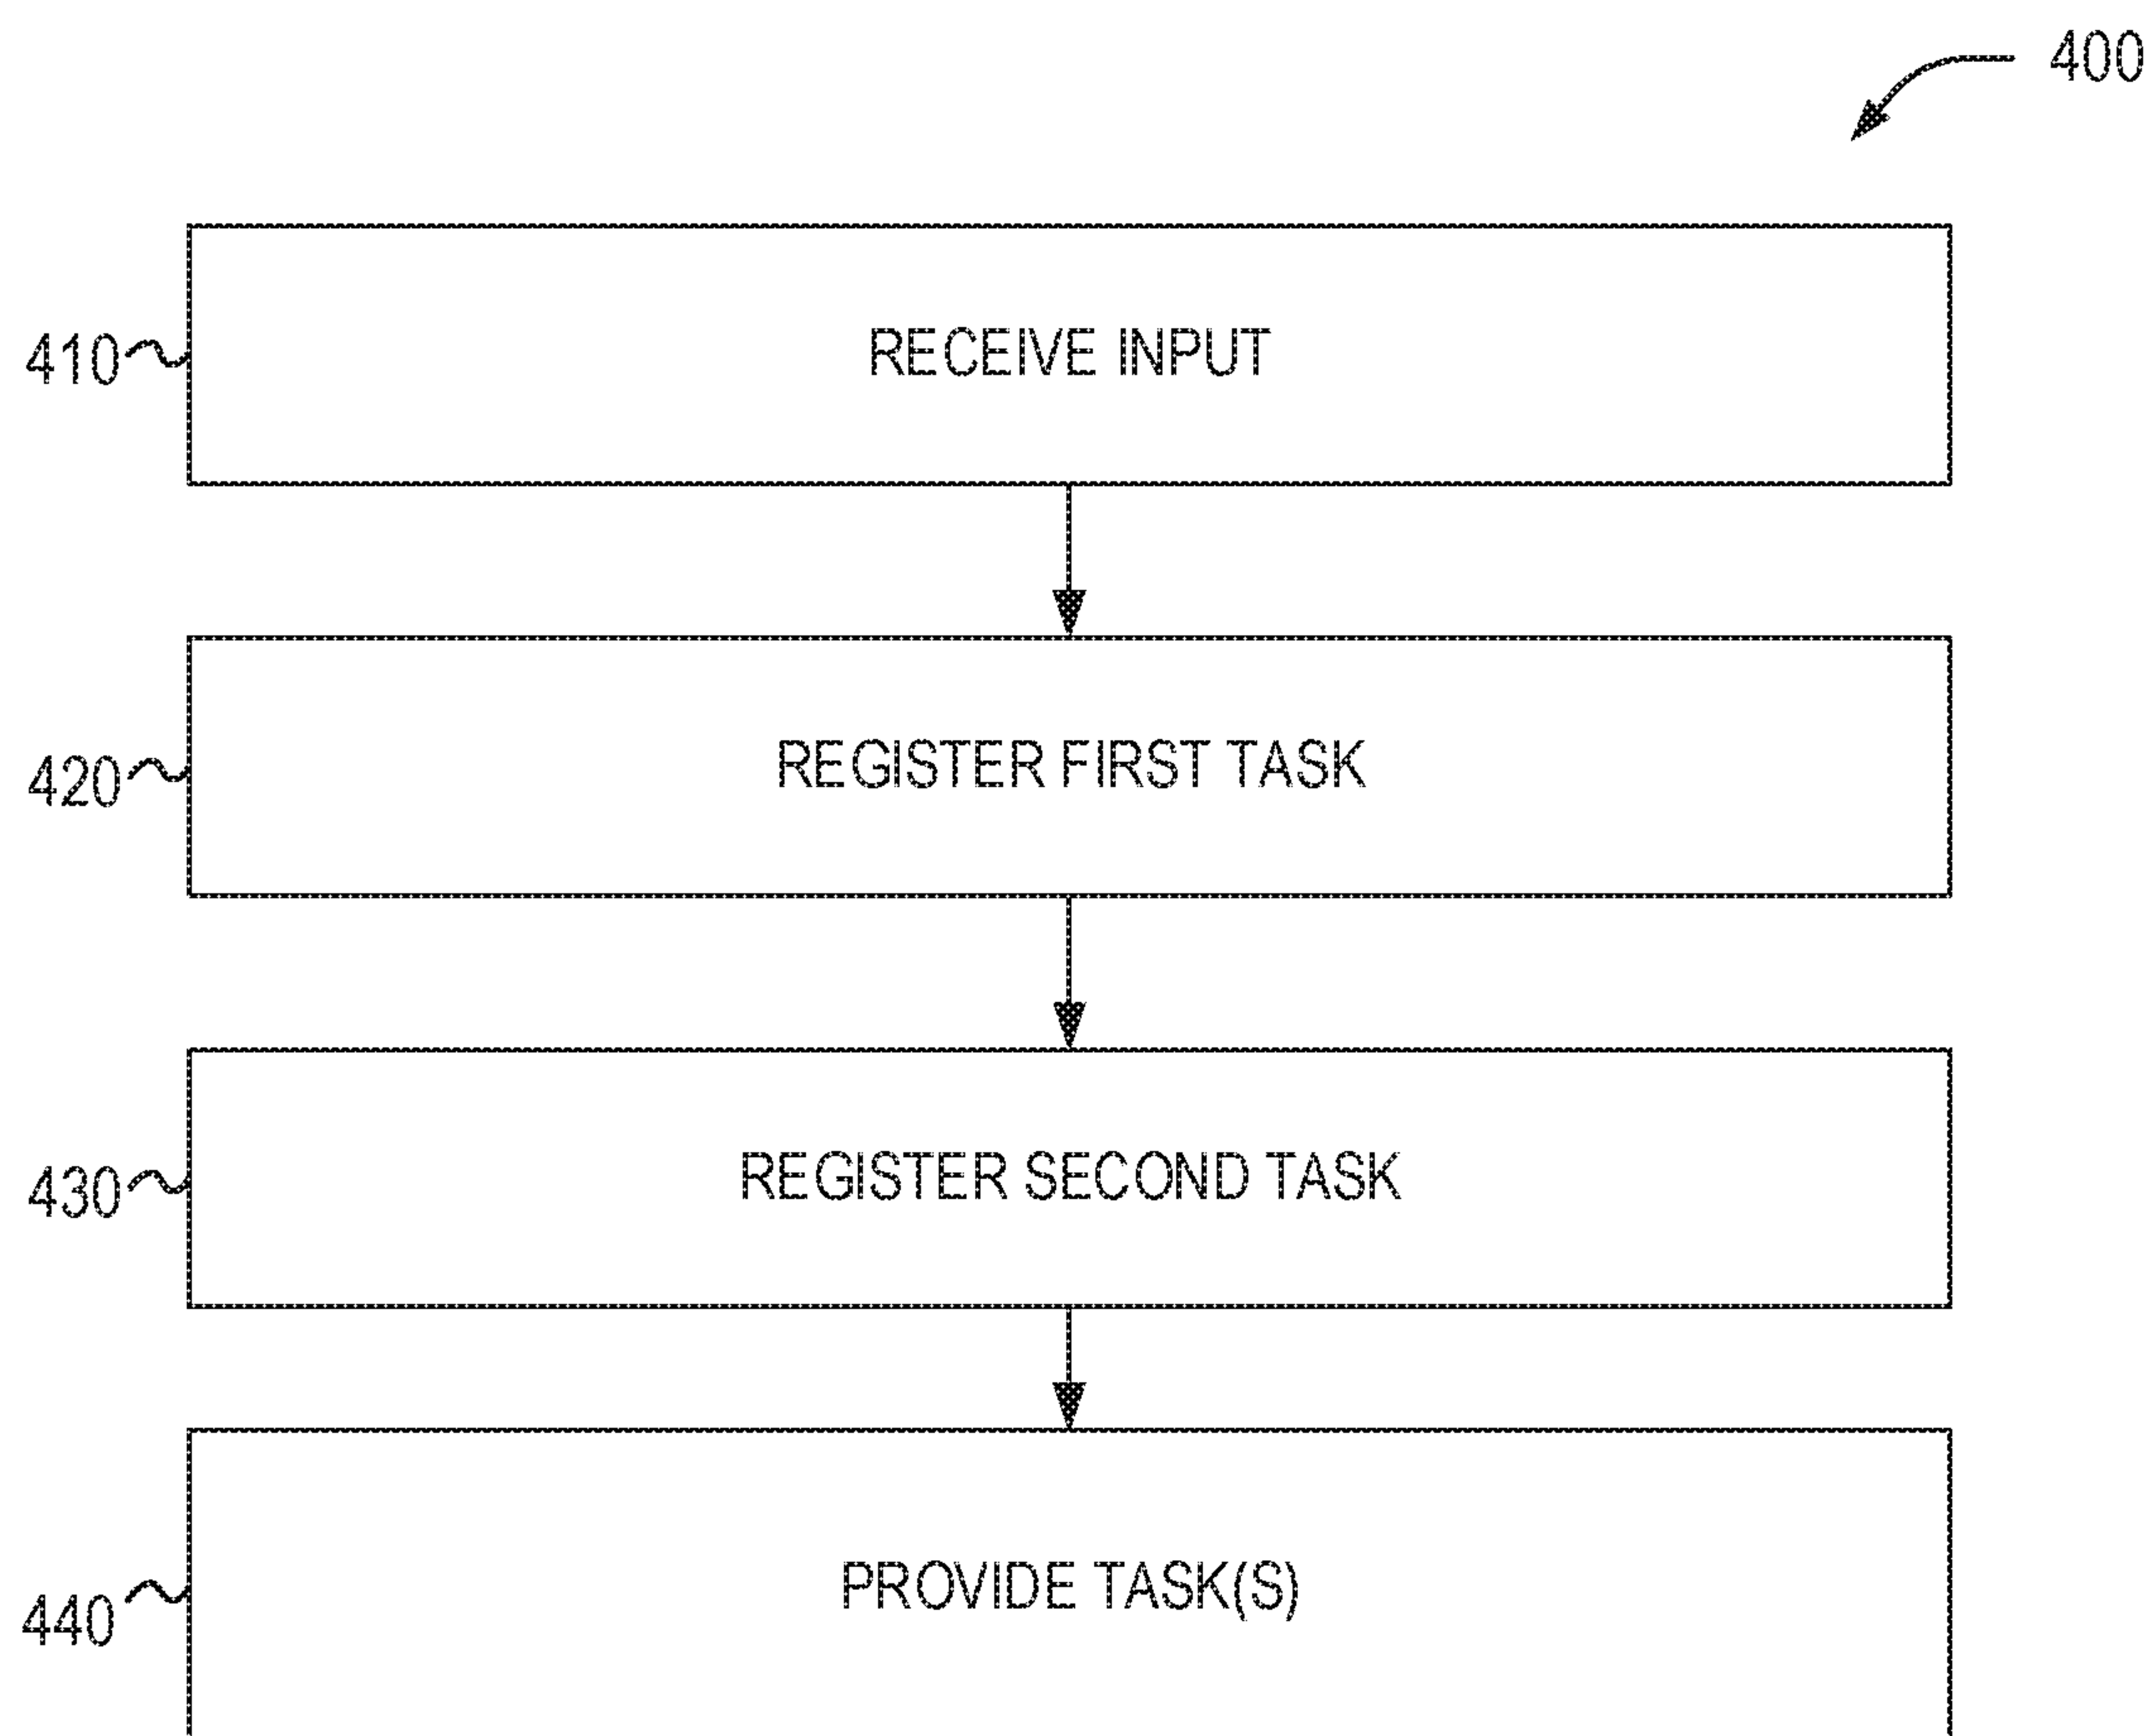 400
410
RECEIVE INPUT
420
REGISTER FIRST TASK
430
REGISTER SECOND TASK
440
PROVIDE TASK(S)